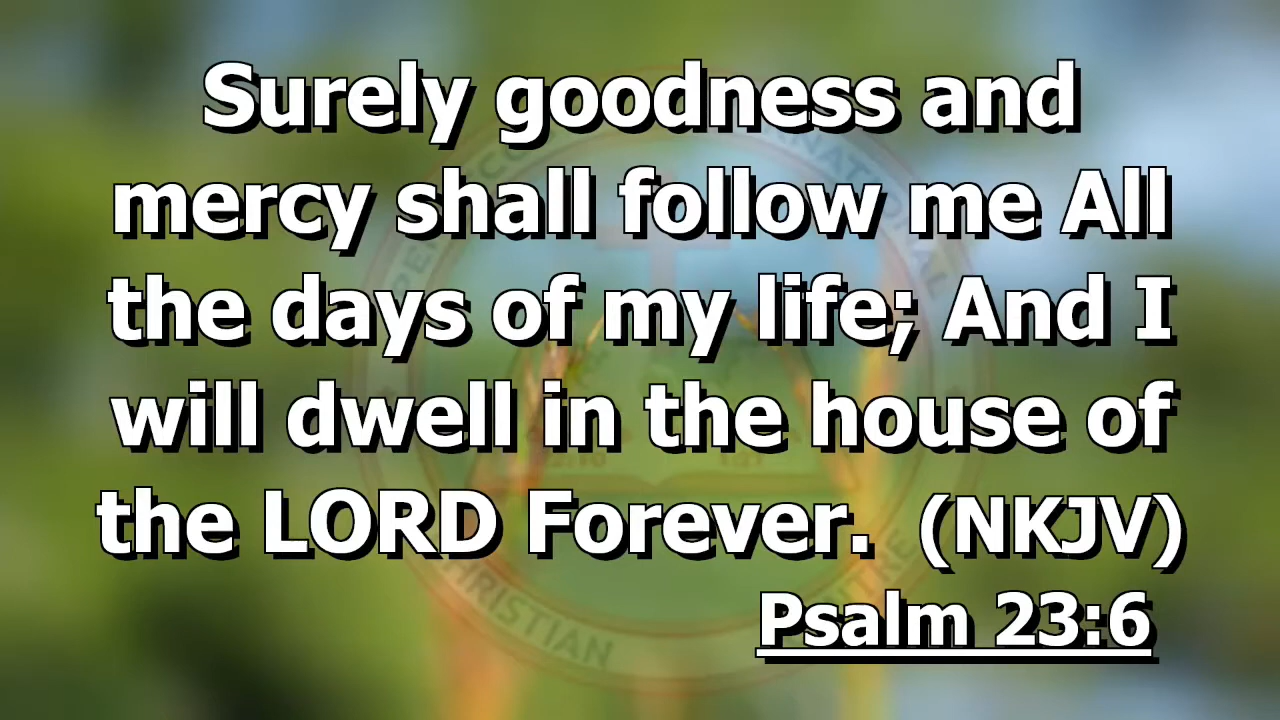 Surely goodness and
mercy shall follow me All
the days of my life; And I
will dwell in the house of
the LORD Forever. (NKJV)
Psalm 23:6
CHRISTIAN